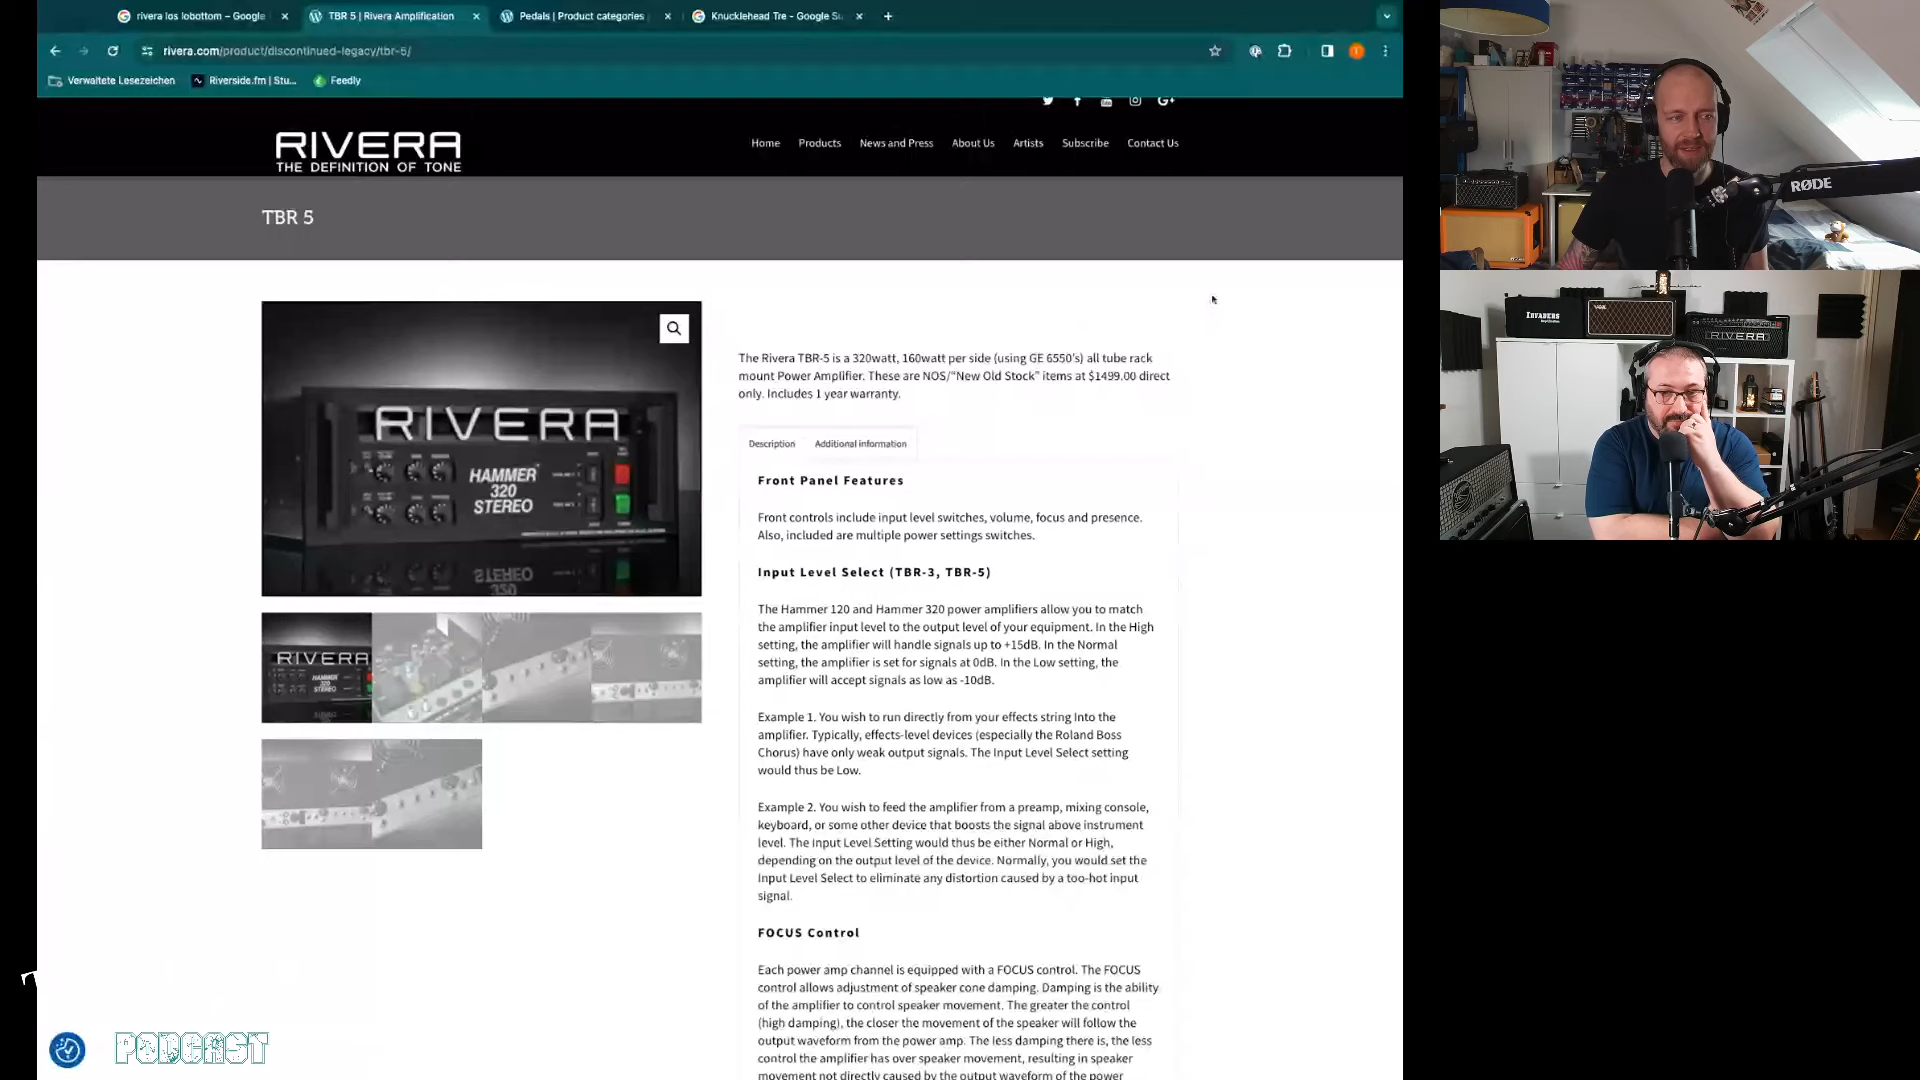 rivera los lobottom – Google
TBR 5 | Rivera Amplification
Pedals | Product categories
Knucklehead Tre - Google Su
rivera.com/product/discontinued-legacy/tbr-5/
Verwaltete Lesezeichen
Riverside.fm | Stu...
Feedly
RIVERA
THE DEFINITION OF TONE
Home
Products
News and Press
About Us
Artists
Subscribe
Contact Us
TBR 5
RIVERA
HAMMER
320
STEREO
The Rivera TBR-5 is a 320watt, 160watt per side (using GE 6550's) all tube rack
mount Power Amplifier. These are NOS/“New Old Stock” items at $1499.00 direct
only. Includes 1 year warranty.
Description
Additional information
Front Panel Features
Front controls include input level switches, volume, focus and presence.
Also, included are multiple power settings switches.
Input Level Select (TBR-3, TBR-5)
The Hammer 120 and Hammer 320 power amplifiers allow you to match
the amplifier input level to the output level of your equipment. In the High
setting, the amplifier will handle signals up to +15dB. In the Normal
setting, the amplifier is set for signals at 0dB. In the Low setting, the
amplifier will accept signals as low as -10dB.
Example 1. You wish to run directly from your effects string Into the
amplifier. Typically, effects-level devices (especially the Roland Boss
Chorus) have only weak output signals. The Input Level Select setting
would thus be Low.
Example 2. You wish to feed the amplifier from a preamp, mixing console,
keyboard, or some other device that boosts the signal above instrument
level. The Input Level Setting would thus be either Normal or High,
depending on the output level of the device. Normally, you would set the
Input Level Select to eliminate any distortion caused by a too-hot input
signal.
FOCUS Control
Each power amp channel is equipped with a FOCUS control. The FOCUS
control allows adjustment of speaker cone damping. Damping is the ability
of the amplifier to control speaker movement. The greater the control
(high damping), the closer the movement of the speaker will follow the
output waveform from the power amp. The less damping there is, the less
control the amplifier has over speaker movement, resulting in speaker
movement not directly caused by the output waveform of the power
RIVERA
HAMMER
320
STEREO
PODCAST
RØDE
INVADERS
VOX
RIVERA